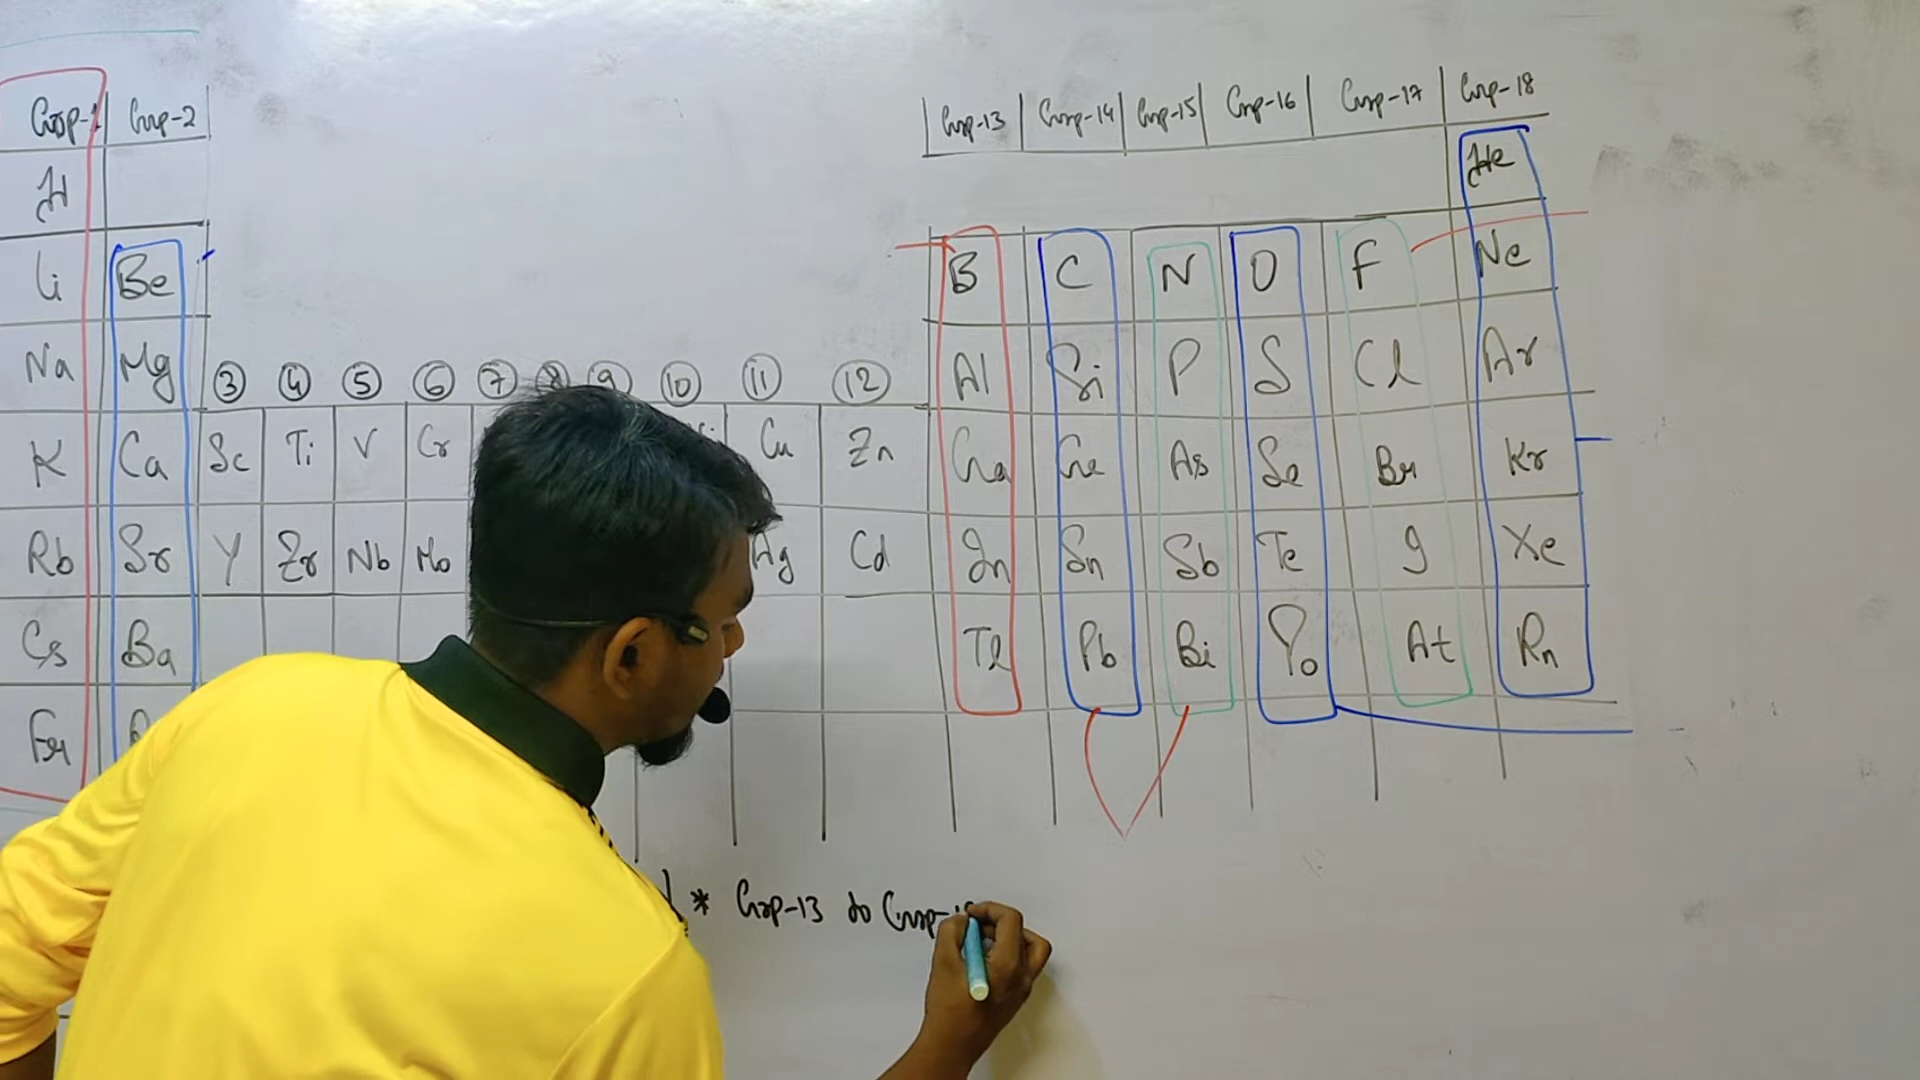 Grp-1 Grp-2 Grp-13 Grp-14 Grp-15 Grp-16 Grp-17 Grp-18
H He
Li Be B C N O F Ne
Na Mg 3 4 5 6 7 8 9 10 11 12 Al Si P S Cl Ar
K Ca Sc Ti V Cr Cu Zn Ga Ge As Se Br Kr
Rb Sr Y Zr Nb Mo Ag Cd In Sn Sb Te I Xe
Cs Ba Tl Pb Bi Po At Rn
Fr
* Grp-13 to Grp-18